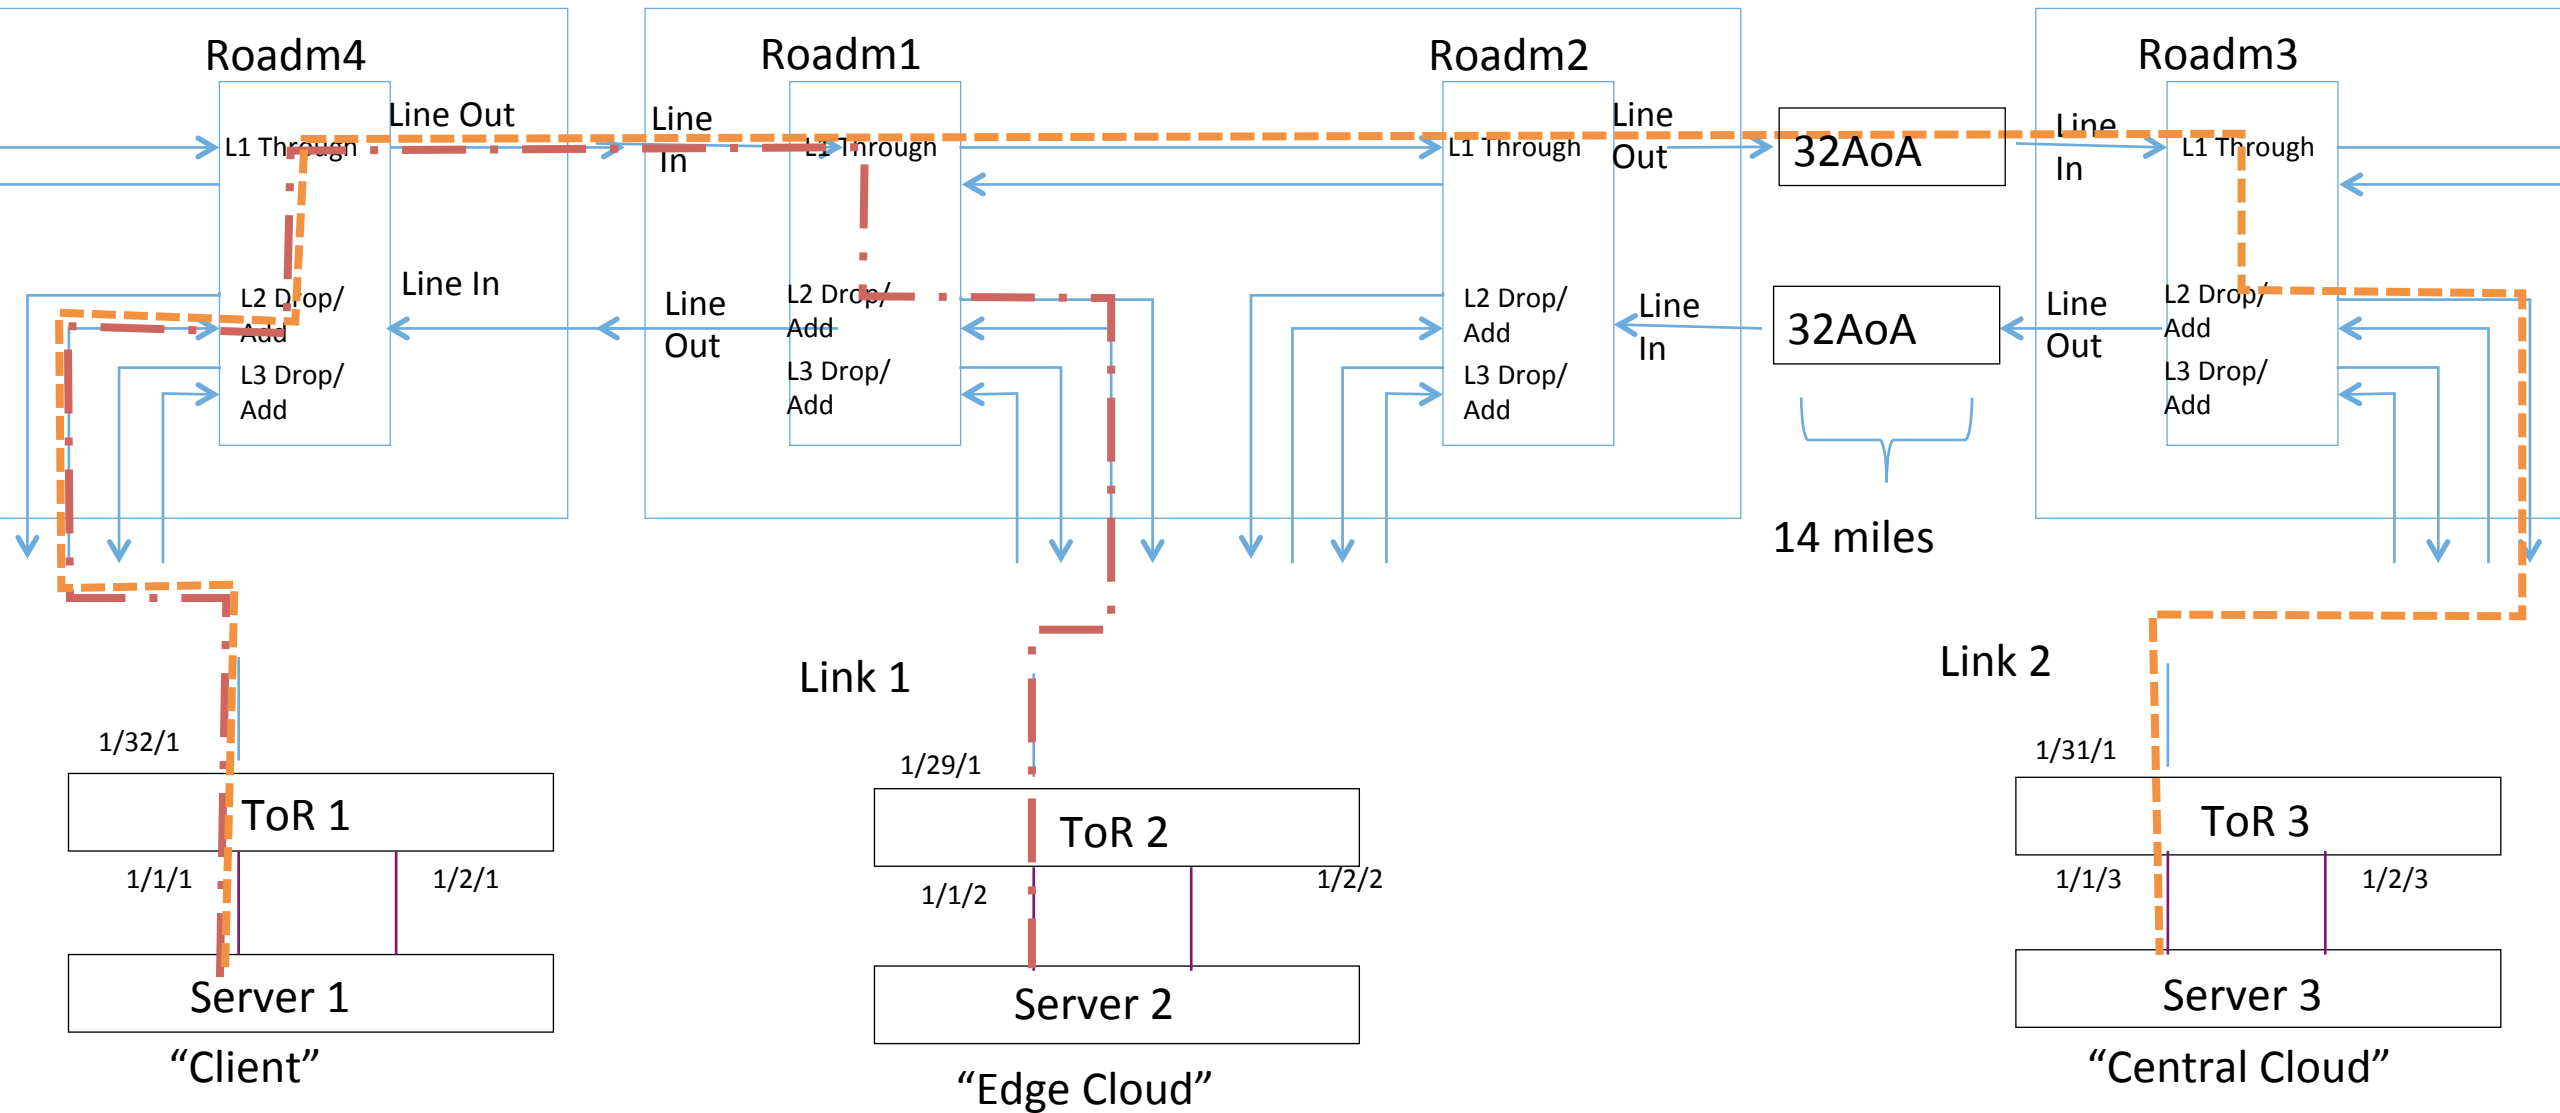 Roadm4
Roadm1
Roadm2
Roadm3
Line Out
Line
In
Line
Out
Line
In
L1 Through
L1 Through
L1 Through
L1 Through
32AoA
Line In
L2 Drop/
Add
L3 Drop/
Add
Line
Out
L2 Drop/
Add
L3 Drop/
Add
L2 Drop/
Add
L3 Drop/
Add
Line
In
32AoA
Line
Out
L2 Drop/
Add
L3 Drop/
Add
14 miles
Link 1
Link 2
1/32/1
1/29/1
1/31/1
ToR 1
ToR 2
ToR 3
1/1/1
1/2/1
1/1/2
1/2/2
1/1/3
1/2/3
Server 1
Server 2
Server 3
“Client”
“Edge Cloud”
“Central Cloud”